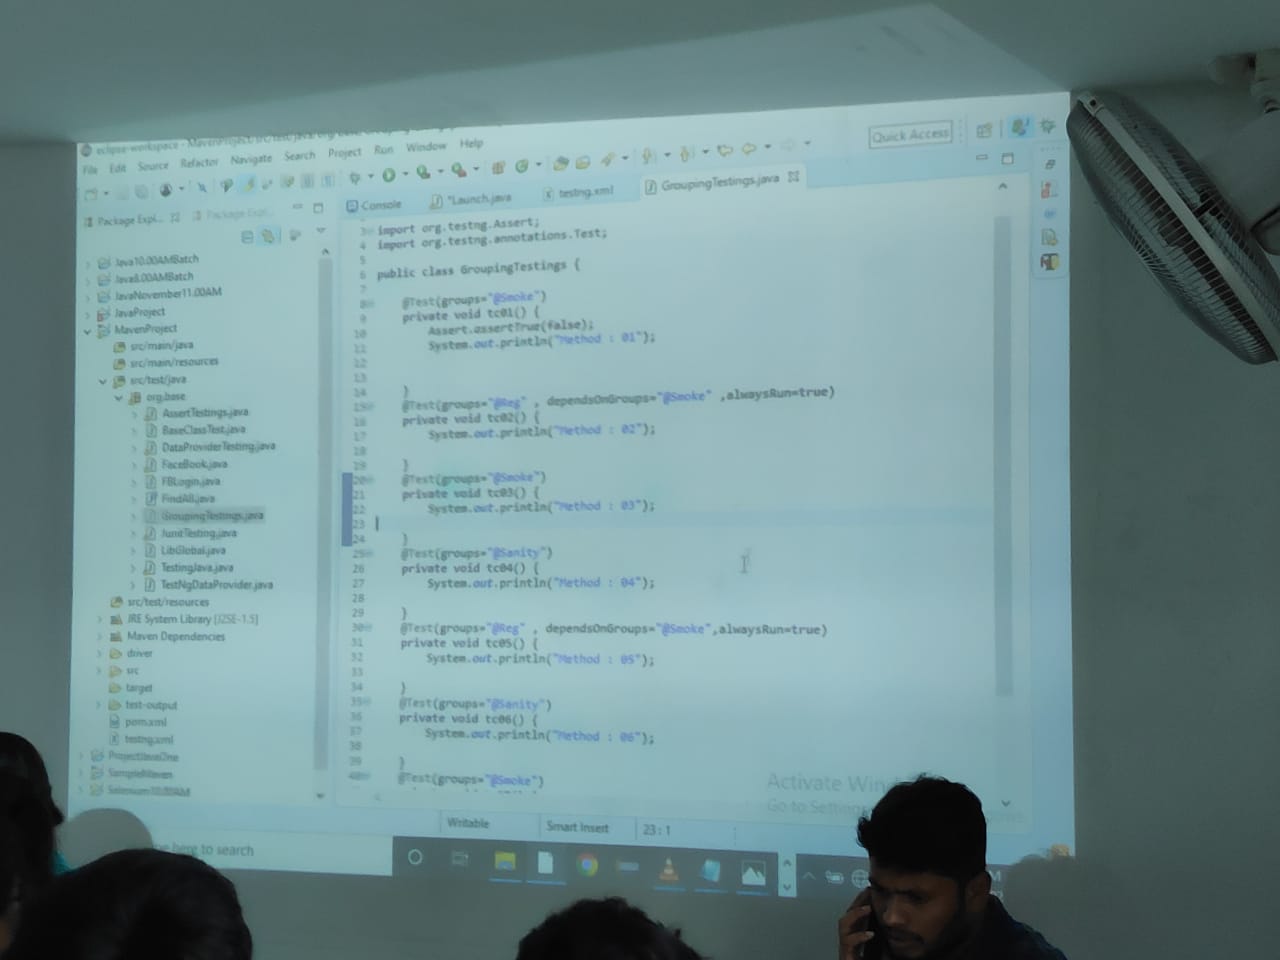 eclipse-workspace - MavenProject/src/test/java/org/base/
File Edit Source Refactor Navigate Search Project Run Window Help
Quick Access
Package Expl...
Package Expl...
Console
*Launch.java
testng.xml
GroupingTestings.java
Java10.00AMBatch
Java8.00AMBatch
JavaNovember11.00AM
JavaProject
MavenProject
src/main/java
src/main/resources
src/test/java
org.base
AssertTestings.java
BaseClassTest.java
DataProviderTesting.java
FaceBook.java
FBLogin.java
FindAll.java
GroupingTestings.java
JunitTesting.java
LibGlobal.java
TestingJava.java
TestNgDataProvider.java
src/test/resources
JRE System Library [J2SE-1.5]
Maven Dependencies
driver
src
target
test-output
pom.xml
testng.xml
ProjectJavaOne
SampleMaven
Selenium10.00AM
3 import org.testng.Assert;
4 import org.testng.annotations.Test;
5
6 public class GroupingTestings {
7
8 @Test(groups="@Smoke")
9 private void tc01() {
10 Assert.assertTrue(false);
11 System.out.println("Method : 01");
12
13
14 }
15 @Test(groups="@Reg" , dependsOnGroups="@Smoke" ,alwaysRun=true)
16 private void tc02() {
17 System.out.println("Method : 02");
18
19 }
20 @Test(groups="@Smoke")
21 private void tc03() {
22 System.out.println("Method : 03");
23
24 }
25 @Test(groups="@Sanity")
26 private void tc04() {
27 System.out.println("Method : 04");
28
29 }
30 @Test(groups="@Reg" , dependsOnGroups="@Smoke",alwaysRun=true)
31 private void tc05() {
32 System.out.println("Method : 05");
33
34 }
35 @Test(groups="@Sanity")
36 private void tc06() {
37 System.out.println("Method : 06");
38
39 }
40 @Test(groups="@Smoke")
Activate Win
Go to Settings
Writable Smart Insert 23 : 1
here to search